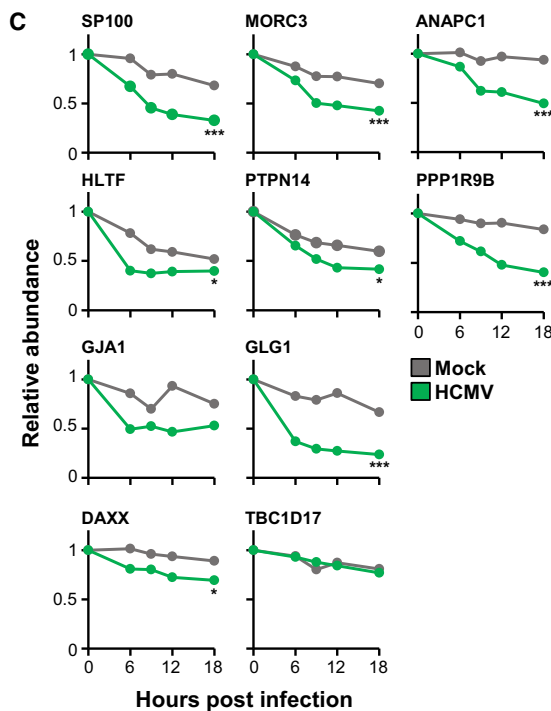 C
SP100
MORC3
ANAPC1
1
0.5
0
***
***
***
HLTF
PTPN14
PPP1R9B
1
0.5
0
*
*
***
0 6 12 18
GJA1
GLG1
Mock
HCMV
1
0.5
0
***
DAXX
TBC1D17
1
0.5
0
*
0 6 12 18
0 6 12 18
Relative abundance
Hours post infection